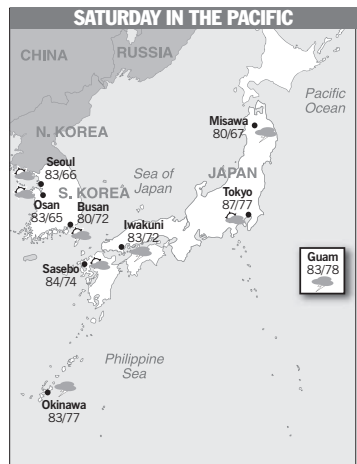 SATURDAY IN THE PACIFIC
CHINA
RUSSIA
Pacific
Ocean
Misawa
80/67
N. KOREA
Seoul
83/66
Sea of
Japan
JAPAN
S. KOREA
Osan
83/65
Busan
80/72
Tokyo
87/77
Iwakuni
83/72
Sasebo
84/74
Guam
83/78
Philippine
Sea
Okinawa
83/77